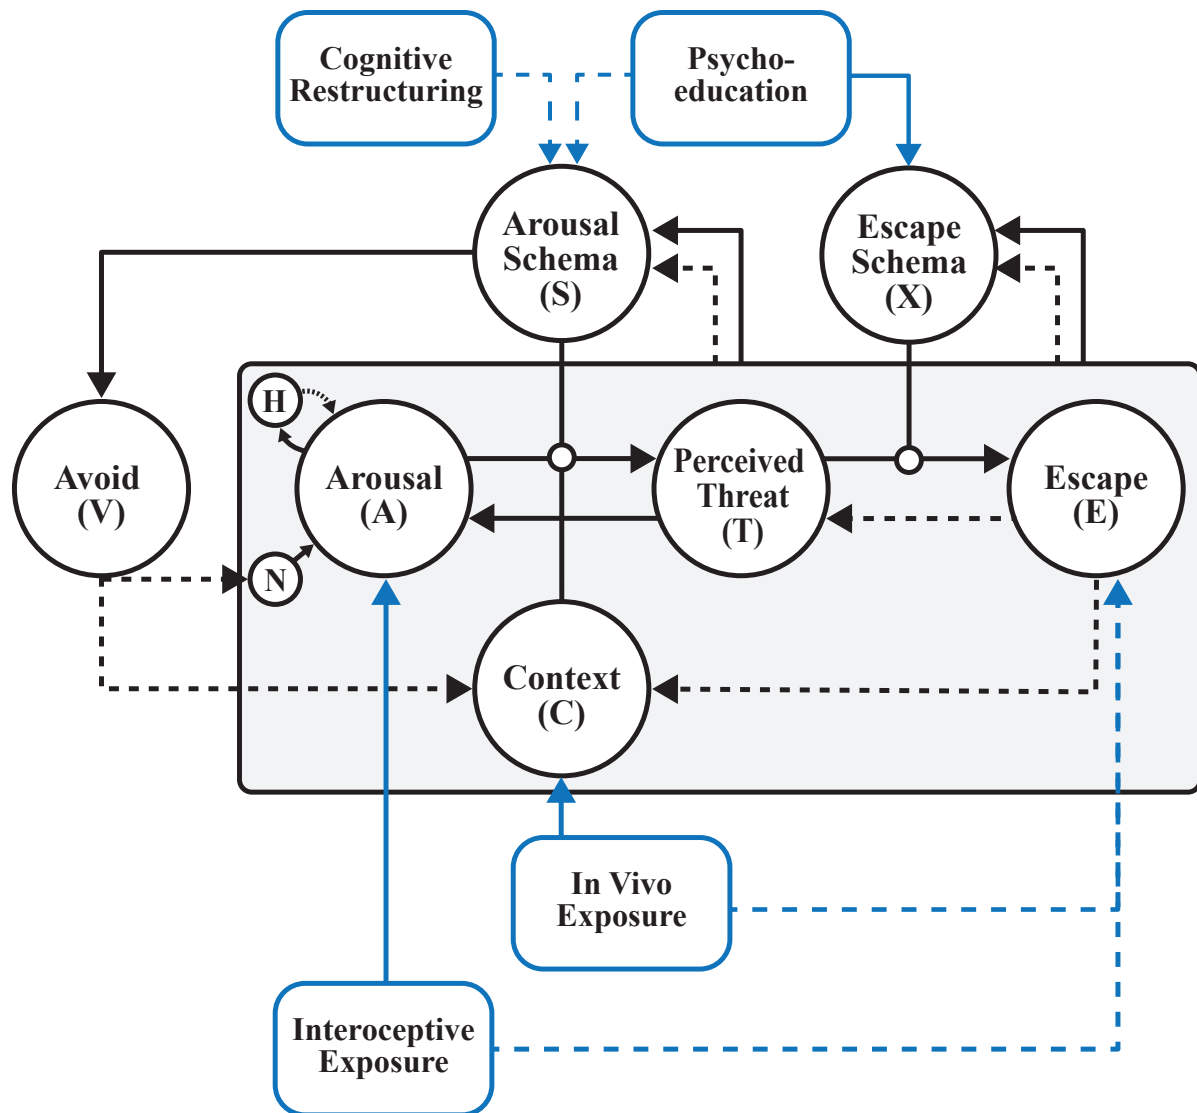 Cognitive
Restructuring
Psycho-
education
Arousal
Schema
(S)
Escape
Schema
(X)
H
Avoid
(V)
Arousal
(A)
Perceived
Threat
(T)
Escape
(E)
N
Context
(C)
In Vivo
Exposure
Interoceptive
Exposure